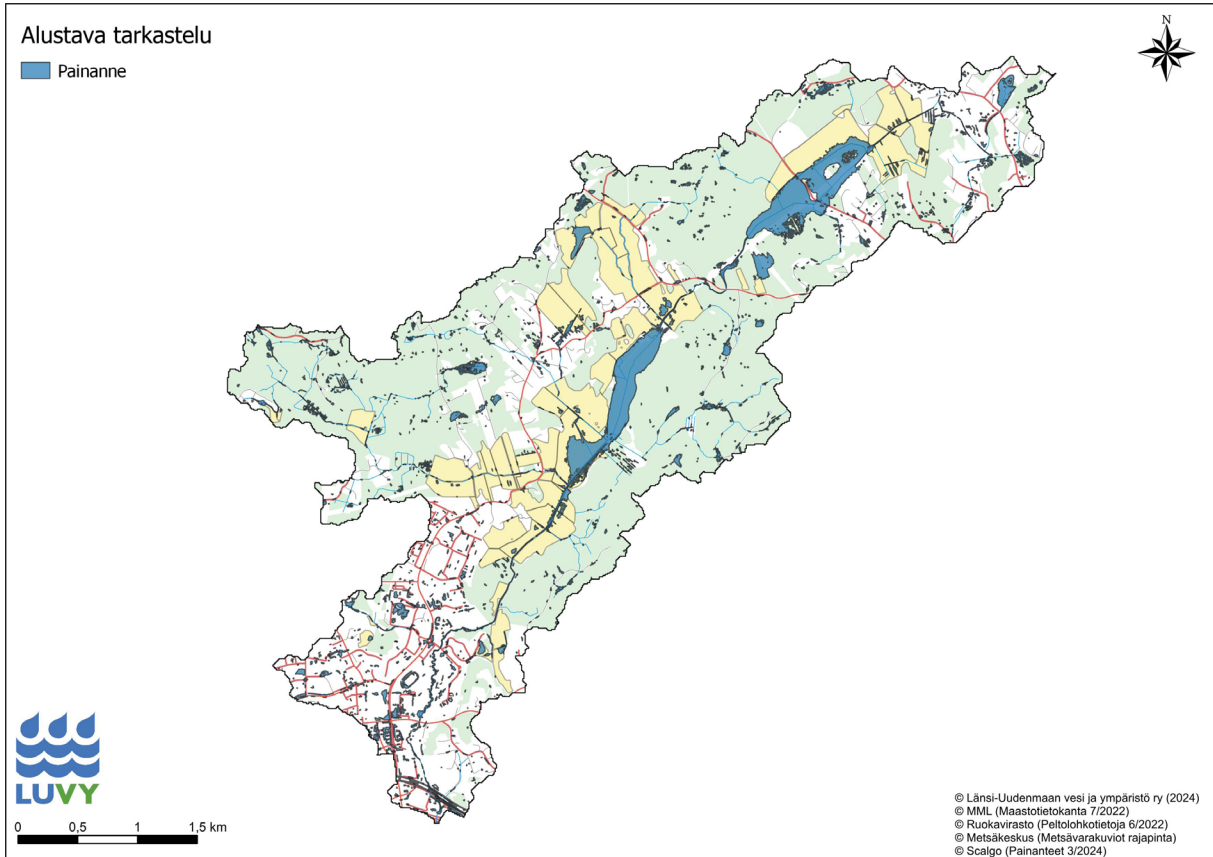 Alustava tarkastelu
Painanne
N
LUVY
0 0,5 1 1,5 km
© Länsi-Uudenmaan vesi ja ympäristö ry (2024)
© MML (Maastotietokanta 7/2022)
© Ruokavirasto (Peltolohkotietoja 6/2022)
© Metsäkeskus (Metsävarakuviot rajapinta)
© Scalgo (Painanteet 3/2024)